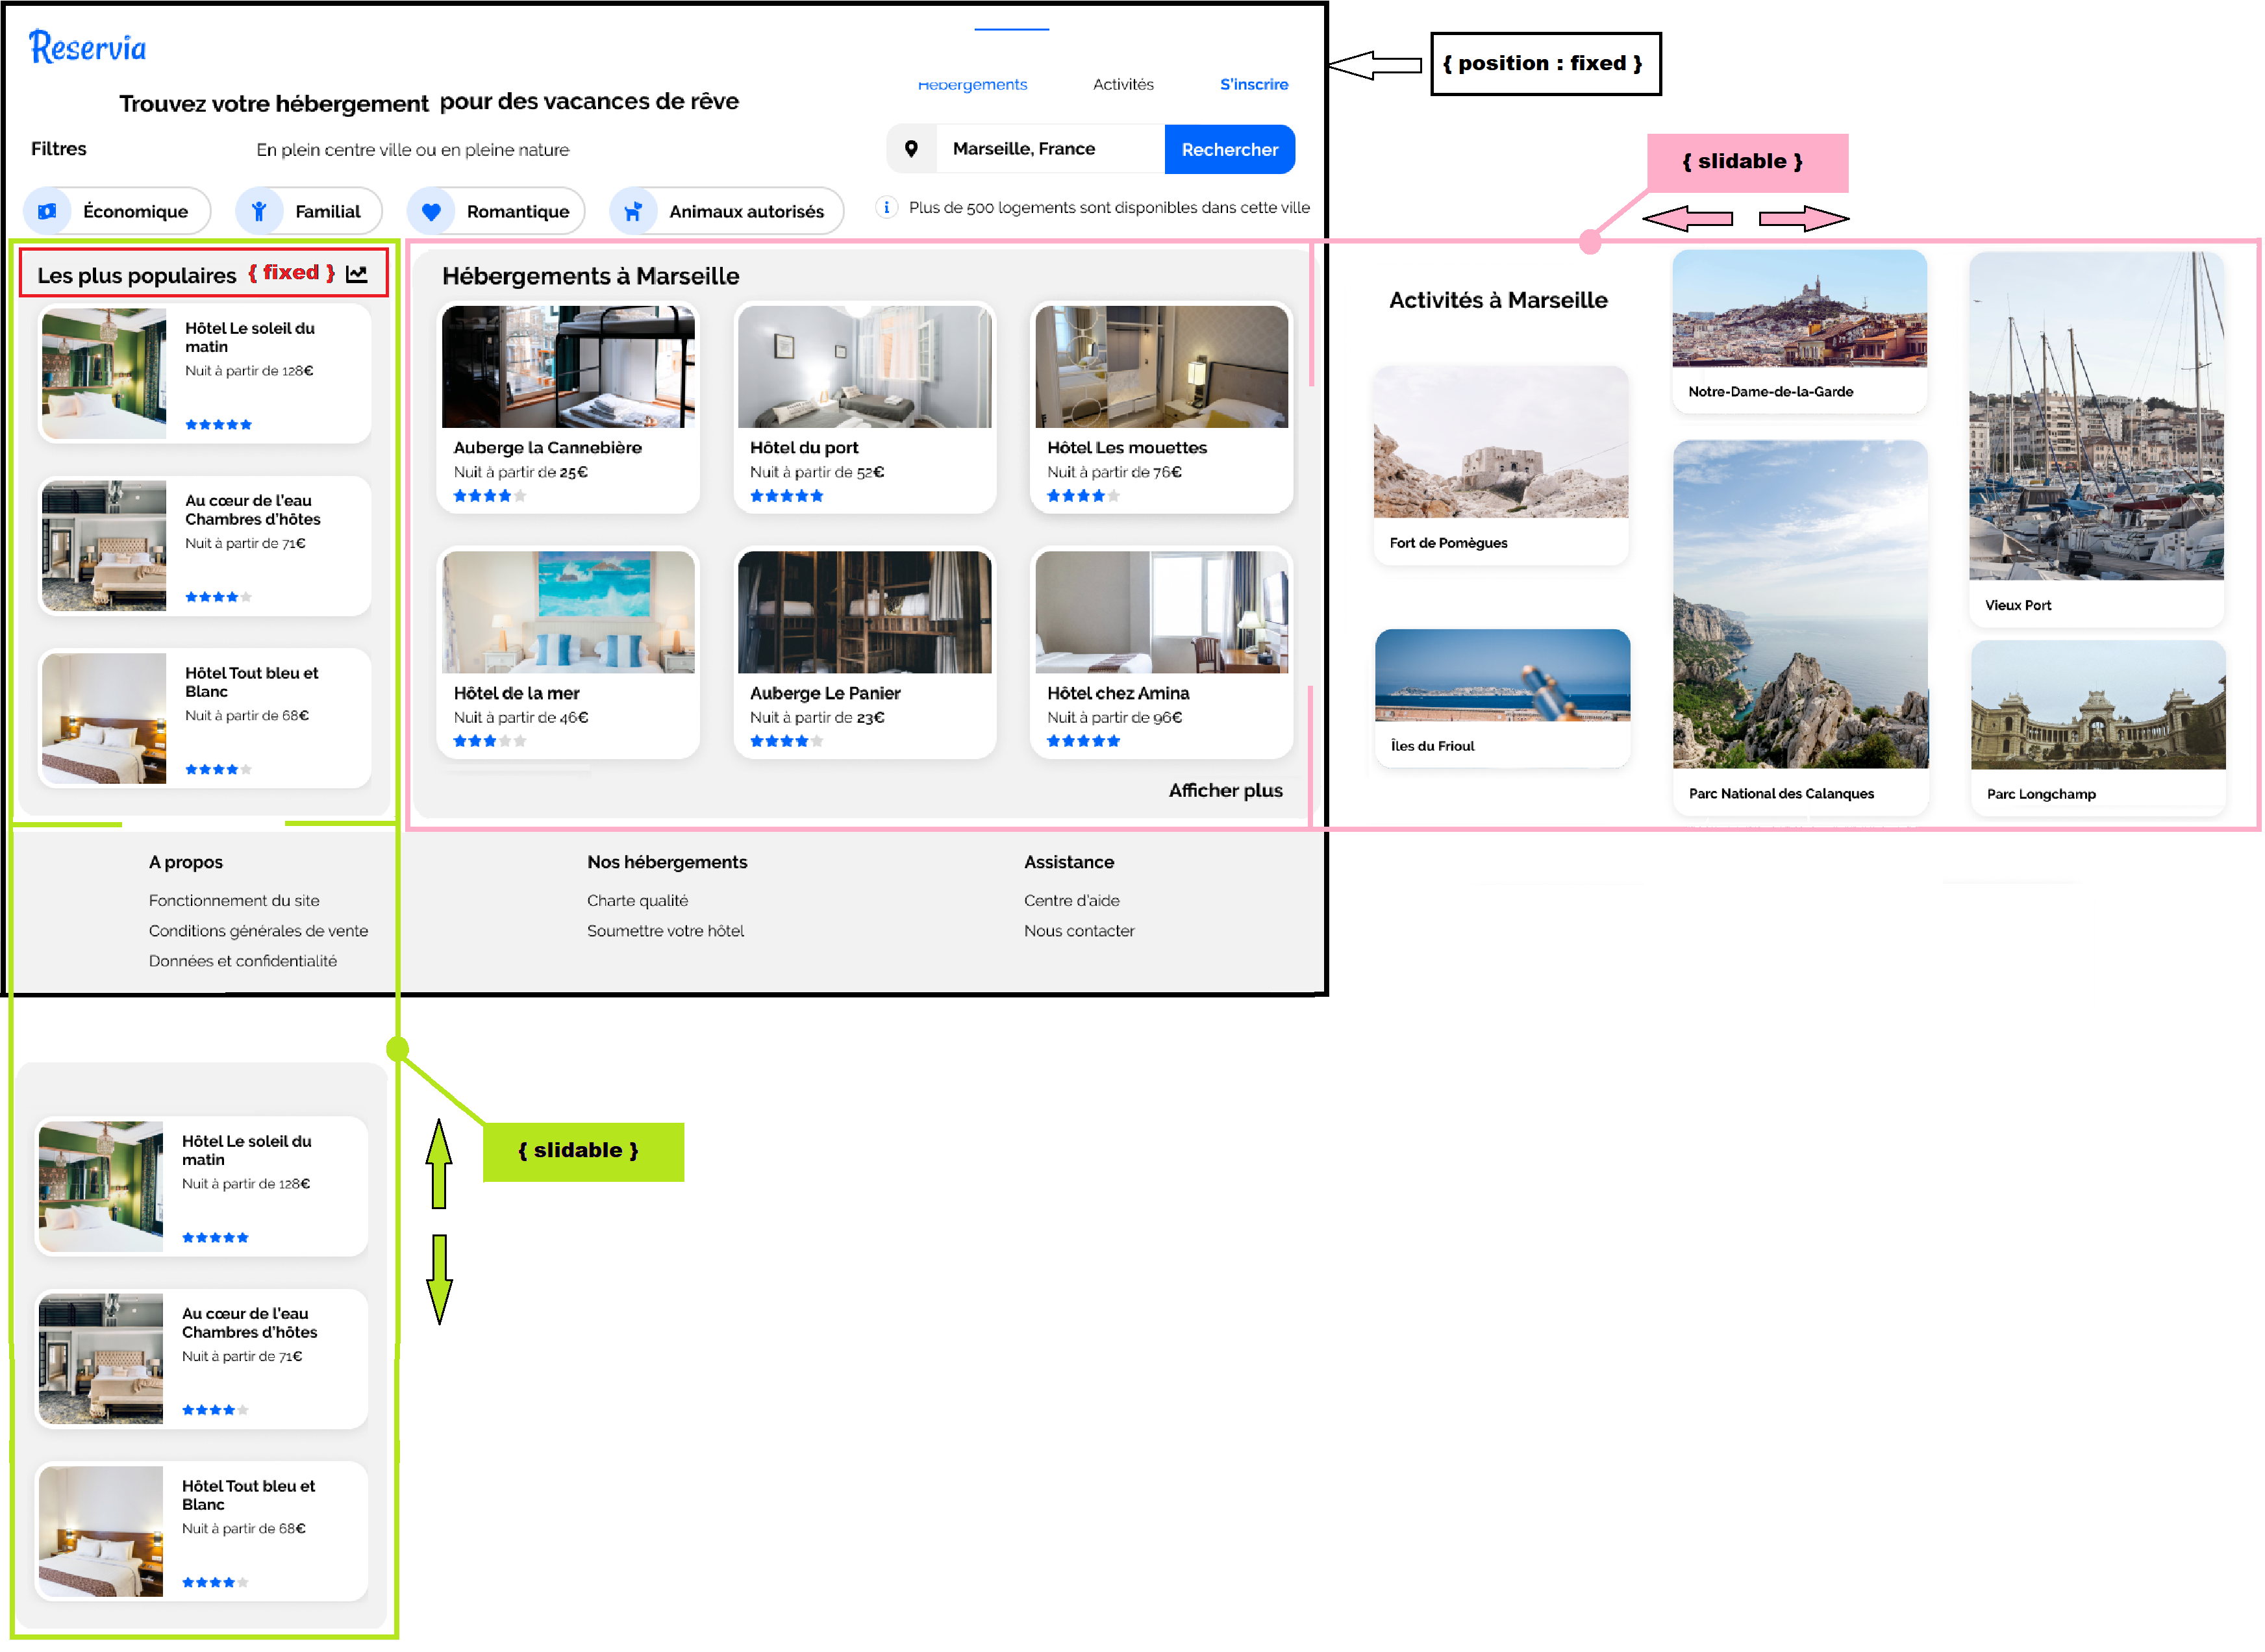 Reservia
Hébergements
Activités
S'inscrire
{ position : fixed }
Trouvez votre hébergement pour des vacances de rêve
Filtres
En plein centre ville ou en pleine nature
Marseille, France
Rechercher
{ slidable }
Économique
Familial
Romantique
Animaux autorisés
Plus de 500 logements sont disponibles dans cette ville
Les plus populaires { fixed }
Hôtel Le soleil du
matin
Nuit à partir de 128€
Au cœur de l'eau
Chambres d'hôtes
Nuit à partir de 71€
Hôtel Tout bleu et
Blanc
Nuit à partir de 68€
Hébergements à Marseille
Auberge la Cannebière
Nuit à partir de 25€
Hôtel du port
Nuit à partir de 52€
Hôtel Les mouettes
Nuit à partir de 76€
Hôtel de la mer
Nuit à partir de 46€
Auberge Le Panier
Nuit à partir de 23€
Hôtel chez Amina
Nuit à partir de 96€
Afficher plus
Activités à Marseille
Fort de Pomègues
Îles du Frioul
Notre-Dame-de-la-Garde
Parc National des Calanques
Vieux Port
Parc Longchamp
A propos
Fonctionnement du site
Conditions générales de vente
Données et confidentialité
Nos hébergements
Charte qualité
Soumettre votre hôtel
Assistance
Centre d'aide
Nous contacter
Hôtel Le soleil du
matin
Nuit à partir de 128€
Au cœur de l'eau
Chambres d'hôtes
Nuit à partir de 71€
Hôtel Tout bleu et
Blanc
Nuit à partir de 68€
{ slidable }